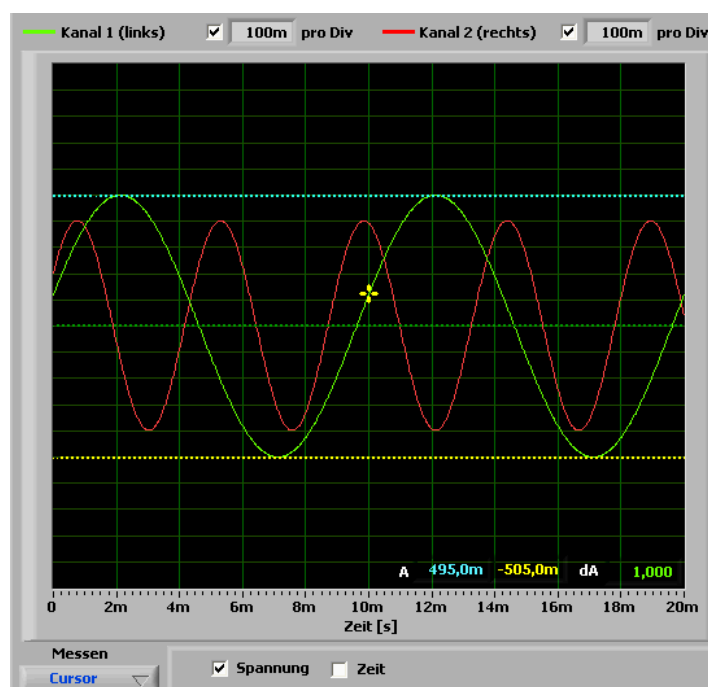 Kanal 1 (links) 100m pro Div Kanal 2 (rechts) 100m pro Div
A 495,0m -505,0m dA 1,000
0 2m 4m 6m 8m 10m 12m 14m 16m 18m 20m
Zeit [s]
Messen
Cursor
Spannung Zeit